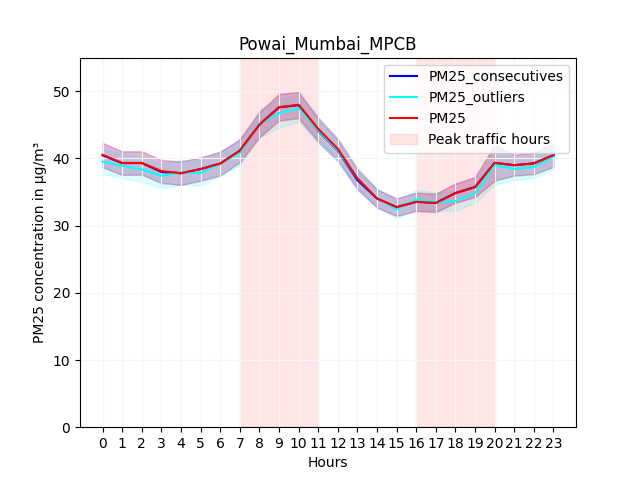 Powai_Mumbai_MPCB
PM25_consecutives
PM25_outliers
PM25
Peak traffic hours
PM25 concentration in µg/m³
50
40
30
20
10
0
0 1 2 3 4 5 6 7 8 9 10 11 12 13 14 15 16 17 18 19 20 21 22 23
Hours